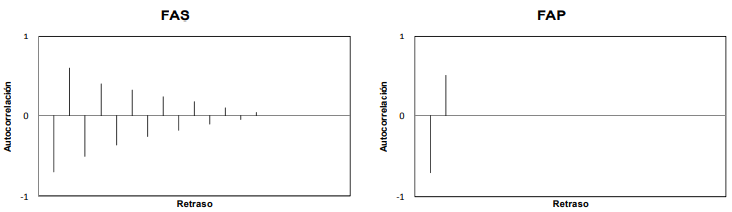 FAS
1
0
-1
Autocorrelación
Retraso
FAP
1
0
-1
Autocorrelación
Retraso